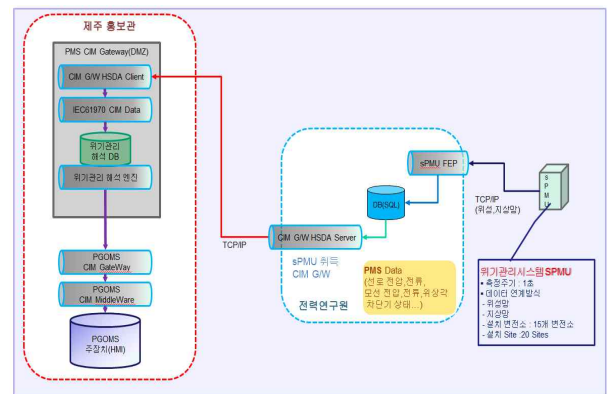 제주 홍보관
PMS CIM Gateway(DMZ)
CIM G/W HSDA Client
IEC61970 CIM Data
위기관리
해석 DB
위기관리 해석 엔진
PGOMS
CIM GateWay
PGOMS
CIM MiddleWare
PGOMS
주장치(HMI)
TCP/IP
sPMU FEP
DB(SQL)
CIM G/W HSDA Server
sPMU 취득
CIM G/W
전력연구원
PMS Data
(선로 전압,전류,
모선 전압,전류,위상각
차단기 상태...)
TCP/IP
(위성,지상망)
S
P
M
U
위기관리시스템SPMU
• 측정주기 : 1초
• 데이터 연계방식
- 위성망
- 지상망
- 설치 변전소 : 15개 변전소
- 설치 Site :20 Sites